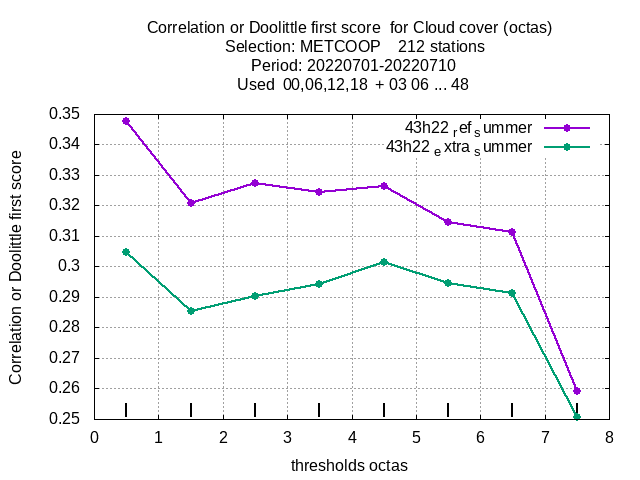 Correlation or Doolittle first score  for Cloud cover (octas)
Selection: METCOOP    212 stations
Period: 20220701-20220710
Used  00,06,12,18  + 03 06 ... 48
43h22 ref summer
43h22 extra summer
0.35
0.34
0.33
0.32
0.31
0.3
0.29
0.28
0.27
0.26
0.25
Correlation or Doolittle first score
0 1 2 3 4 5 6 7 8
thresholds octas